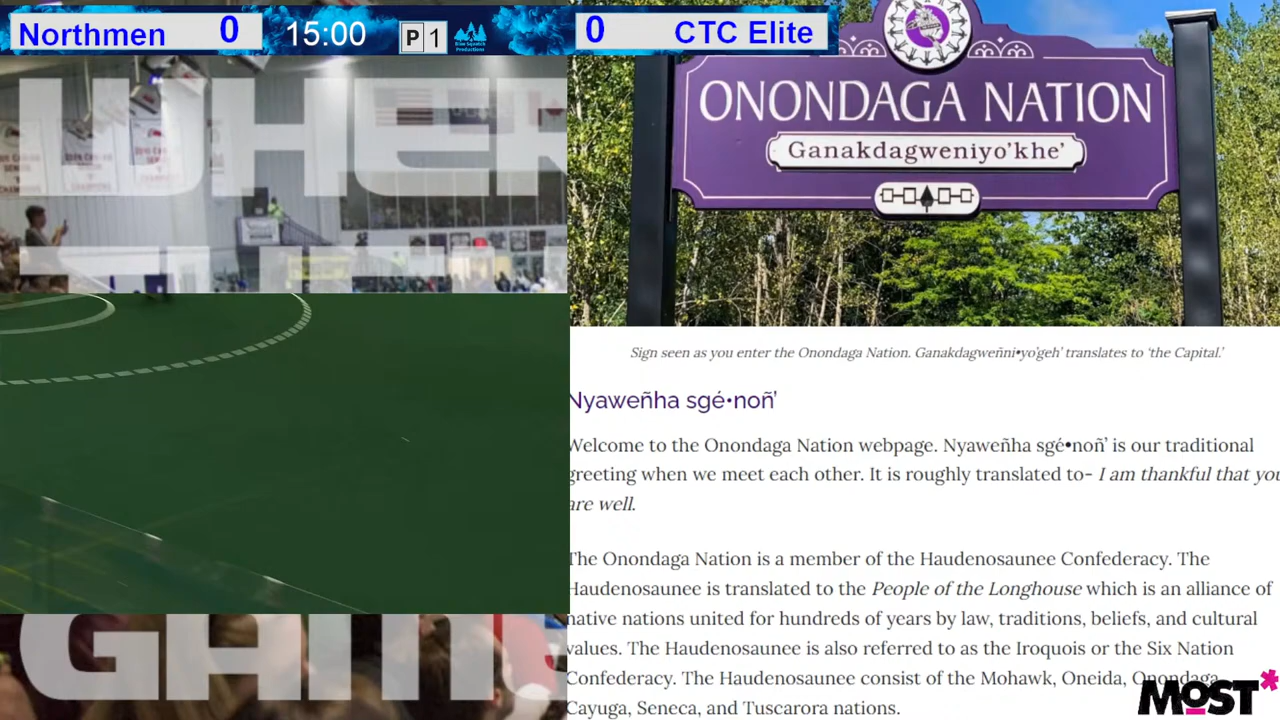 Northmen 0 15:00 P 1 0 CTC Elite
Blue Squatch
Productions
ONONDAGA NATION
Ganakdagweniyo'khe'
Sign seen as you enter the Onondaga Nation. Ganakdagweñni•yo'geh' translates to 'the Capital.'
Nyaweñha sgé•noñ'
Welcome to the Onondaga Nation webpage. Nyaweñha sgé•noñ' is our traditional
greeting when we meet each other. It is roughly translated to- I am thankful that you
are well.
The Onondaga Nation is a member of the Haudenosaunee Confederacy. The
Haudenosaunee is translated to the People of the Longhouse which is an alliance of
native nations united for hundreds of years by law, traditions, beliefs, and cultural
values. The Haudenosaunee is also referred to as the Iroquois or the Six Nation
Confederacy. The Haudenosaunee consist of the Mohawk, Oneida, Onondaga,
Cayuga, Seneca, and Tuscarora nations.
MOST*